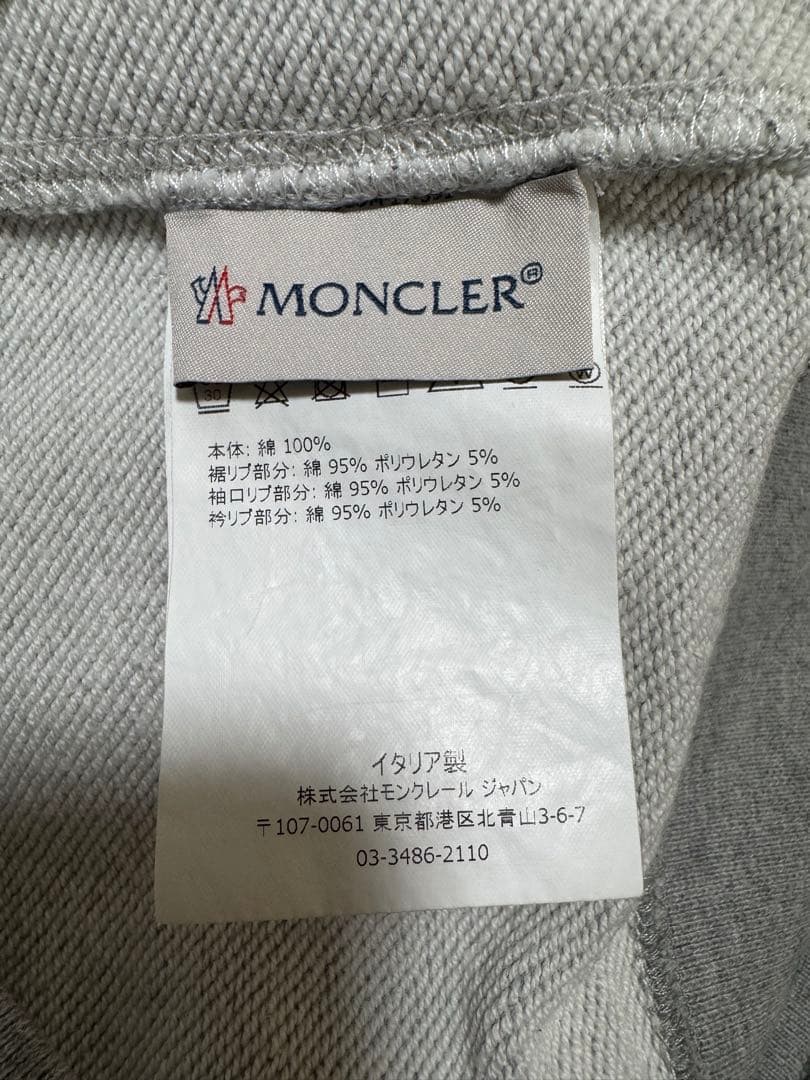 MONCLER®
30
W
本体: 綿 100%
裾リブ部分: 綿 95% ポリウレタン 5%
袖口リブ部分: 綿 95% ポリウレタン 5%
衿リブ部分: 綿 95% ポリウレタン 5%
イタリア製
株式会社モンクレール ジャパン
〒107-0061 東京都港区北青山3-6-7
03-3486-2110